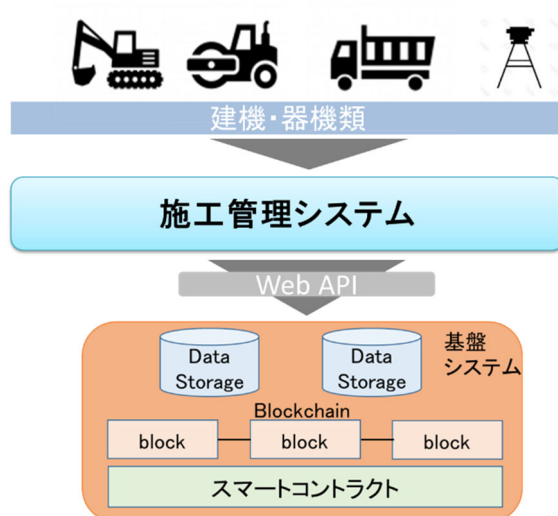 建機・器機類
施工管理システム
Web API
基盤
システム
Data
Storage
Data
Storage
Blockchain
block
block
block
スマートコントラクト